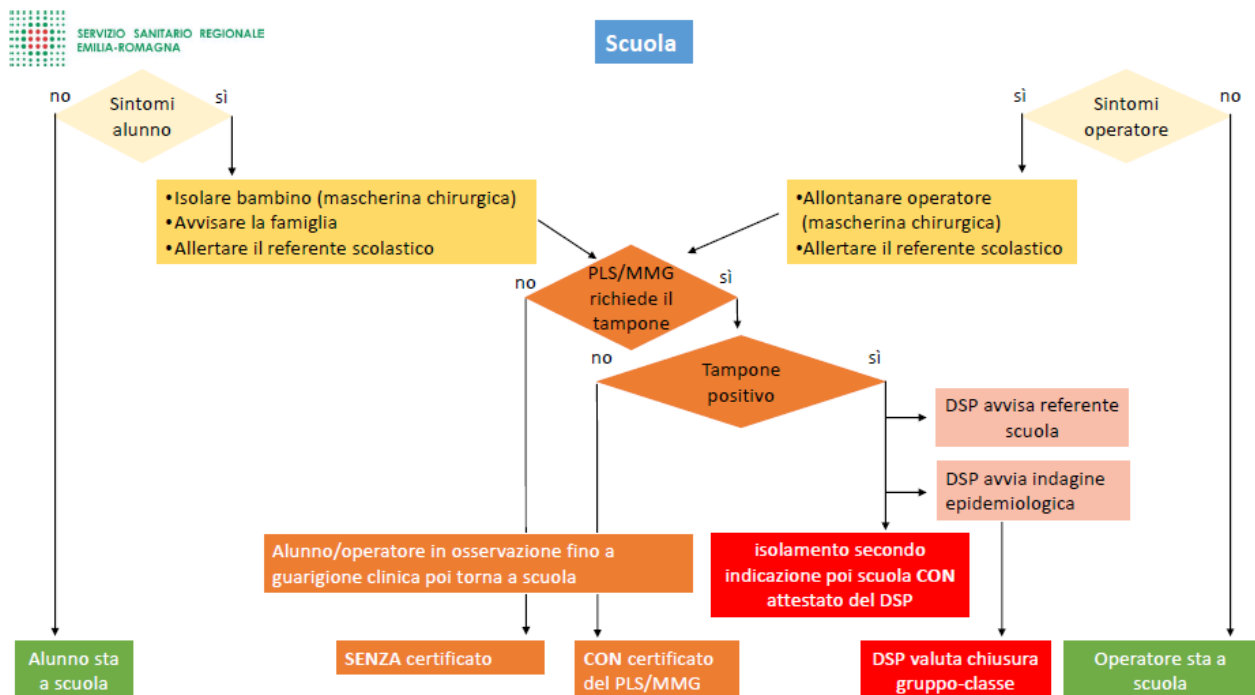 SERVIZIO SANITARIO REGIONALE
EMILIA-ROMAGNA
Scuola
no
Sintomi
alunno
sì
sì
Sintomi
operatore
no
•Isolare bambino (mascherina chirurgica)
•Avvisare la famiglia
•Allertare il referente scolastico
•Allontanare operatore
(mascherina chirurgica)
•Allertare il referente scolastico
no
PLS/MMG
richiede il
tampone
sì
no
Tampone
positivo
sì
DSP avvisa referente
scuola
DSP avvia indagine
epidemiologica
Alunno/operatore in osservazione fino a
guarigione clinica poi torna a scuola
isolamento secondo
indicazione poi scuola CON
attestato del DSP
Alunno sta
a scuola
SENZA certificato
CON certificato
del PLS/MMG
DSP valuta chiusura
gruppo-classe
Operatore sta a
scuola